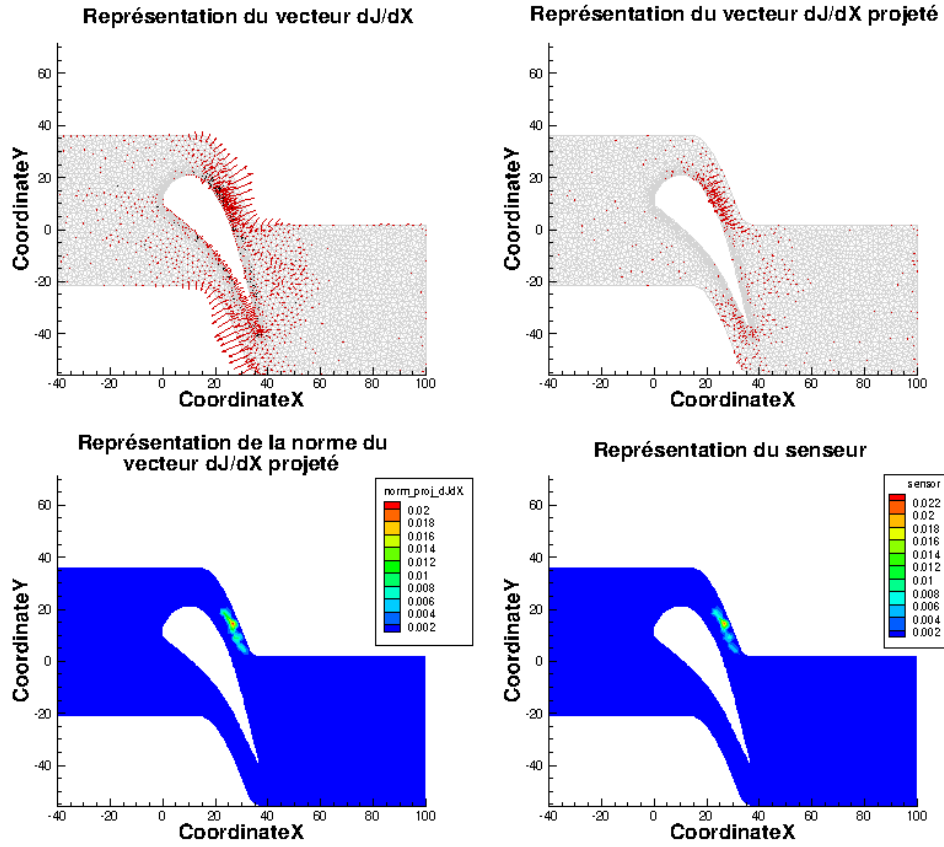 Représentation du vecteur dJ/dX
60
40
20
0
-20
-40
-40 -20 0 20 40 60 80 100
CoordinateY
CoordinateX
Représentation du vecteur dJ/dX projeté
60
40
20
0
-20
-40
-40 -20 0 20 40 60 80 100
CoordinateY
CoordinateX
Représentation de la norme du
vecteur dJ/dX projeté
norm_proj_dJdX
0.02
0.018
0.016
0.014
0.012
0.01
0.008
0.006
0.004
0.002
60
40
20
0
-20
-40
-40 -20 0 20 40 60 80 100
CoordinateY
CoordinateX
Représentation du senseur
sensor
0.022
0.02
0.018
0.016
0.014
0.012
0.01
0.008
0.006
0.004
0.002
60
40
20
0
-20
-40
-40 -20 0 20 40 60 80 100
CoordinateY
CoordinateX